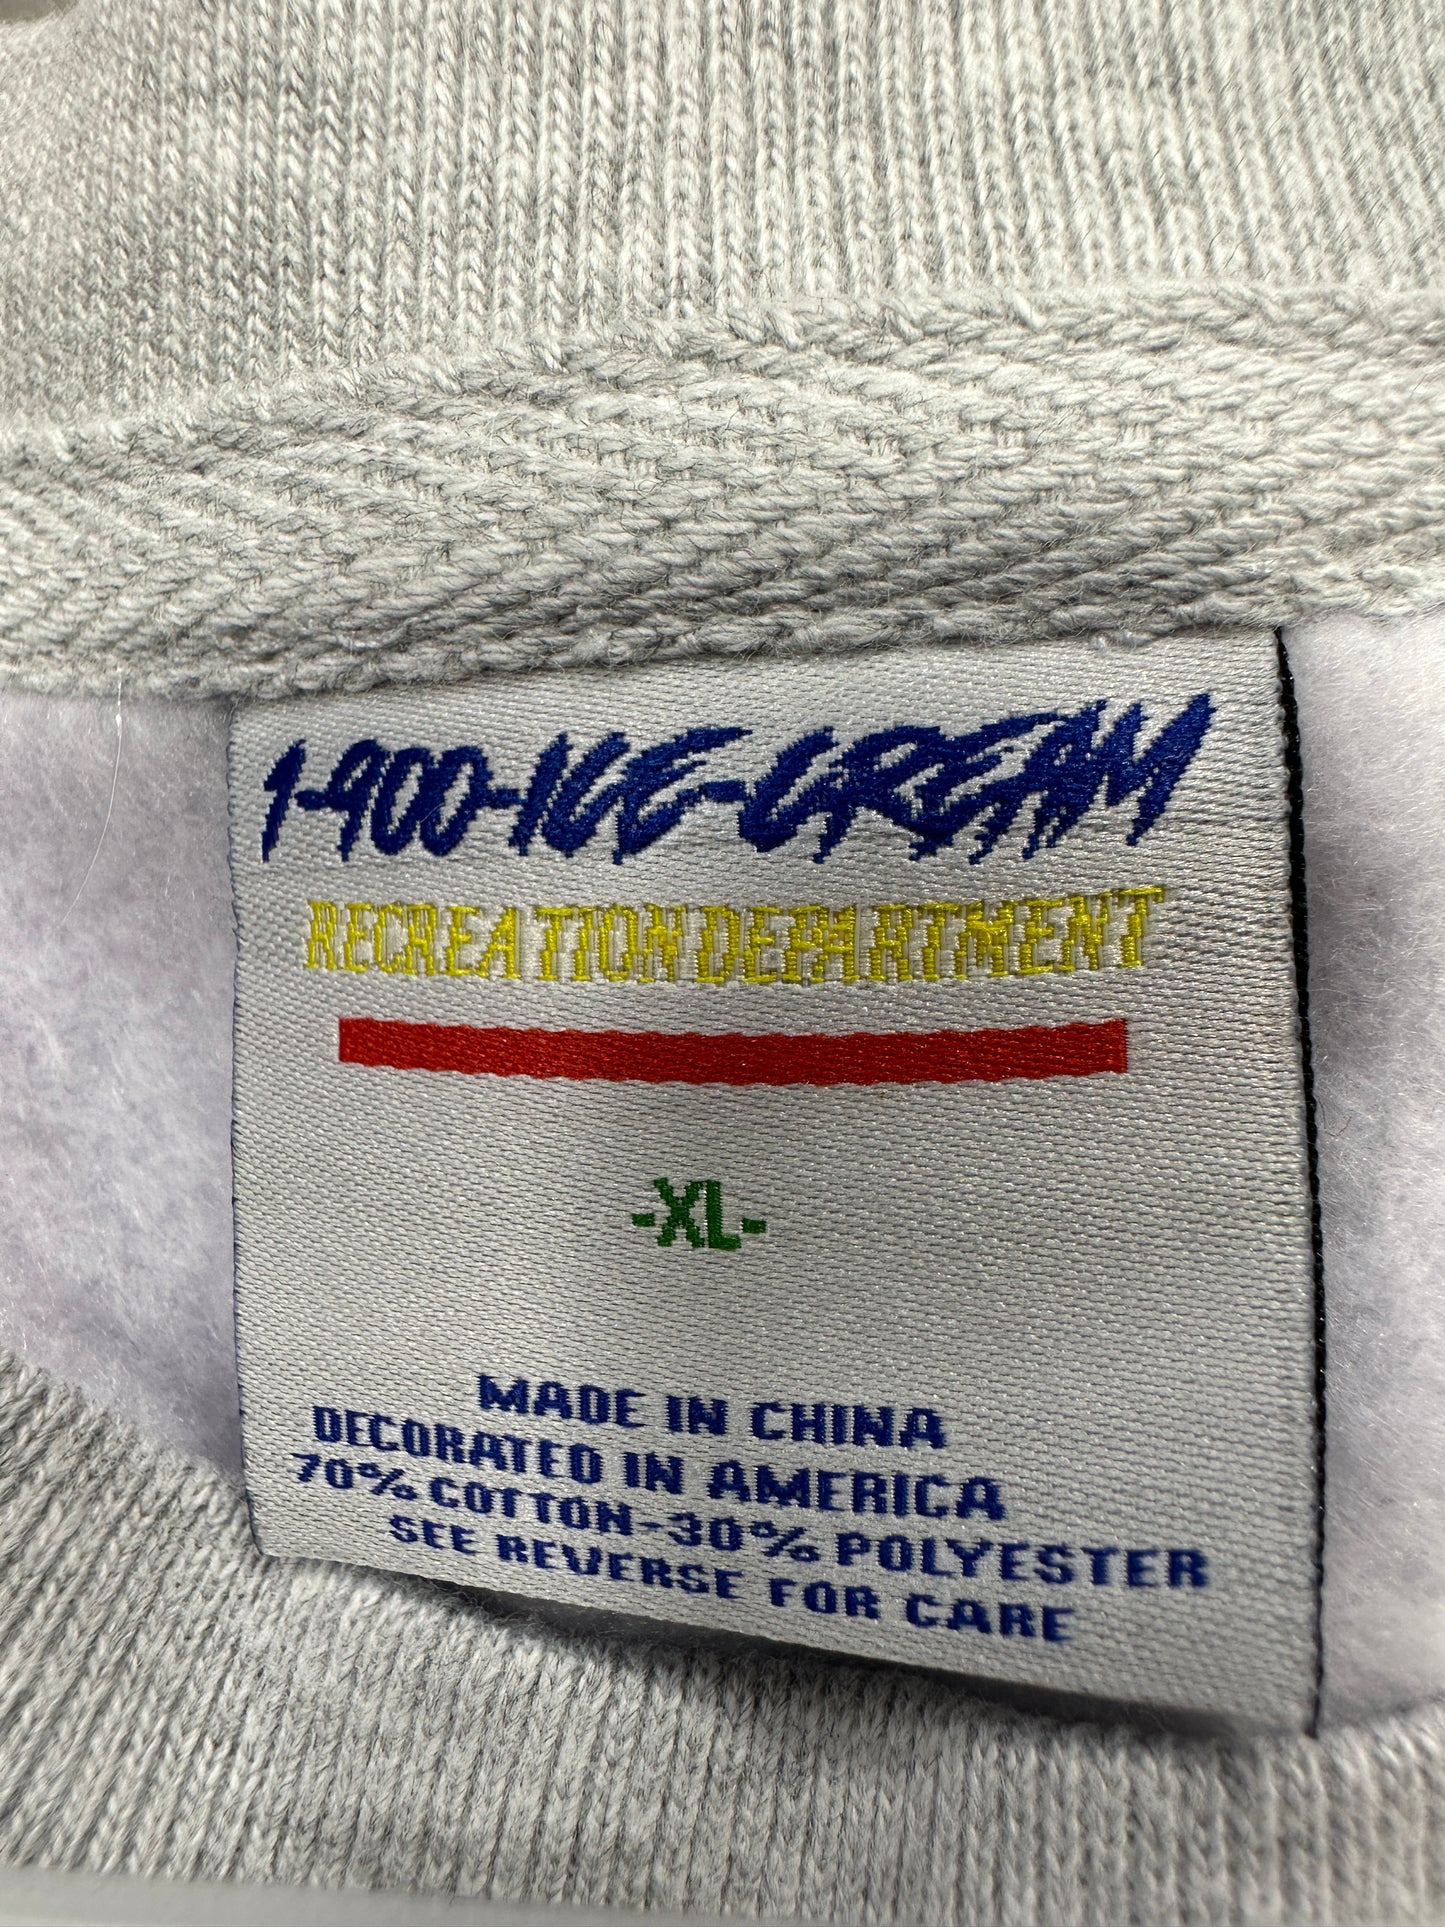 1-900-ICE-CREAM
RECREATION DEPARTMENT
-XL-
MADE IN CHINA
DECORATED IN AMERICA
70% COTTON-30% POLYESTER
SEE REVERSE FOR CARE